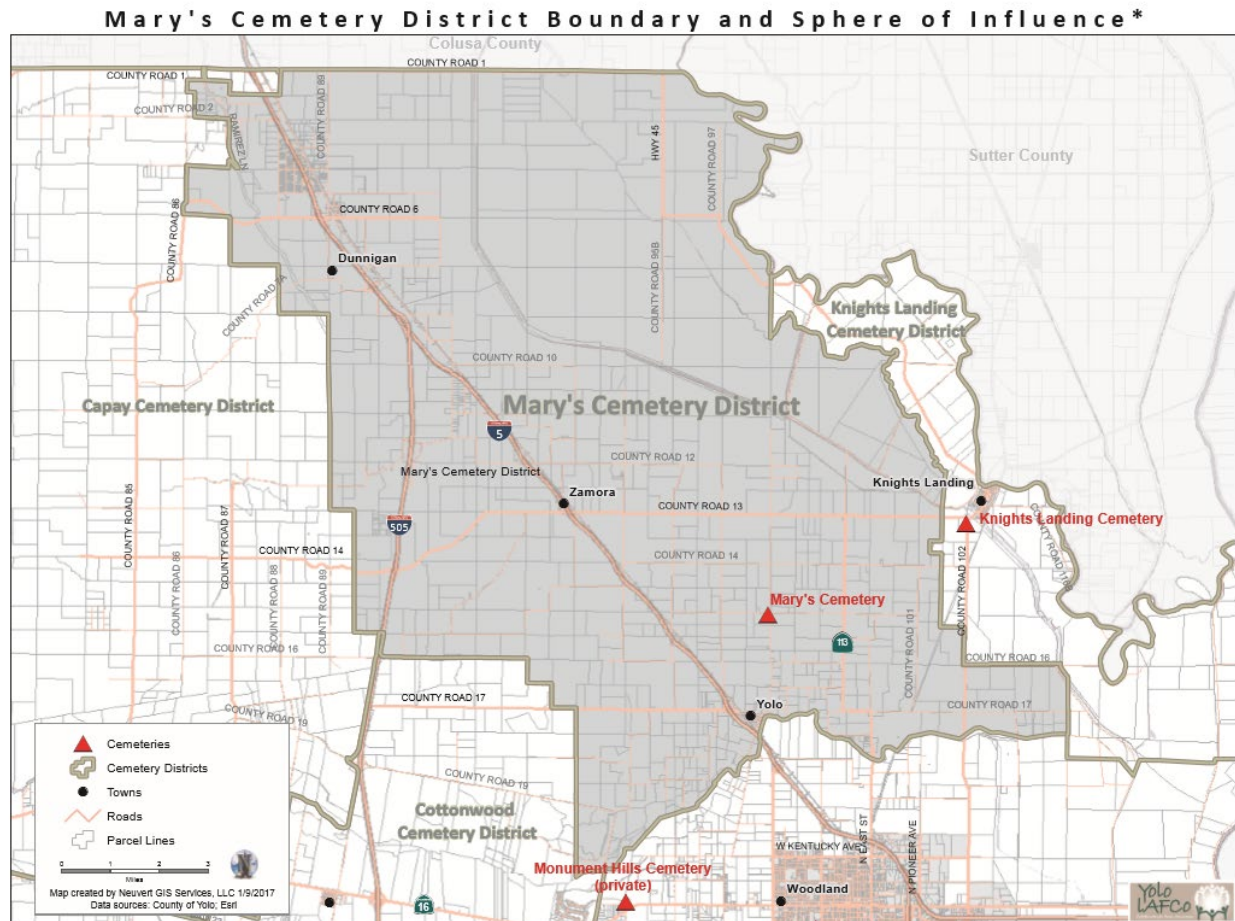 Mary's Cemetery District Boundary and Sphere of Influence*
Colusa County
COUNTY ROAD 1
COUNTY ROAD 1
COUNTY ROAD 2
RAMIREZ LN
COUNTY ROAD 89
HWY 45
COUNTY ROAD 97
Sutter County
COUNTY ROAD 86
COUNTY ROAD 6
Dunnigan
COUNTY ROAD 95B
Knights Landing
Cemetery District
COUNTY ROAD 10
Capay Cemetery District
Mary's Cemetery District
5
Mary's Cemetery District
COUNTY ROAD 12
Knights Landing
Zamora
COUNTY ROAD 85
COUNTY ROAD 87
505
COUNTY ROAD 13
Knights Landing Cemetery
COUNTY ROAD 14
COUNTY ROAD 14
COUNTY ROAD 86
COUNTY ROAD 88
COUNTY ROAD 89
COUNTY ROAD 102
Mary's Cemetery
113
COUNTY ROAD 101
COUNTY ROAD 16
COUNTY ROAD 16
COUNTY ROAD 17
COUNTY ROAD 17
Yolo
COUNTY ROAD 19
COUNTY ROAD 19
Cottonwood
Cemetery District
W KENTUCKY AVE
N EAST ST
N PIONEER AVE
Monument Hills Cemetery
(private)
Woodland
16
Cemeteries
Cemetery Districts
Towns
Roads
Parcel Lines
0 1 2 3
Miles
Map created by Neuvert GIS Services, LLC 1/9/2017
Data sources: County of Yolo; Esri
Yolo
LAFCo